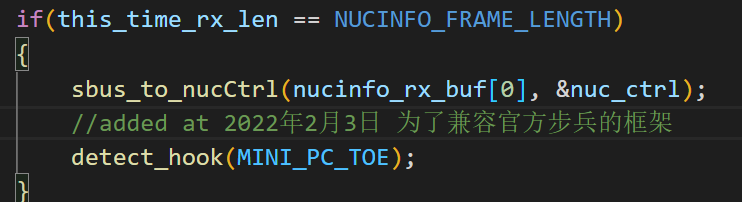 if(this_time_rx_len == NUCINFO_FRAME_LENGTH)
{
sbus_to_nucCtrl(nucinfo_rx_buf[0], &nuc_ctrl);
//added at 2022年2月3日 为了兼容官方步兵的框架
detect_hook(MINI_PC_TOE);
}